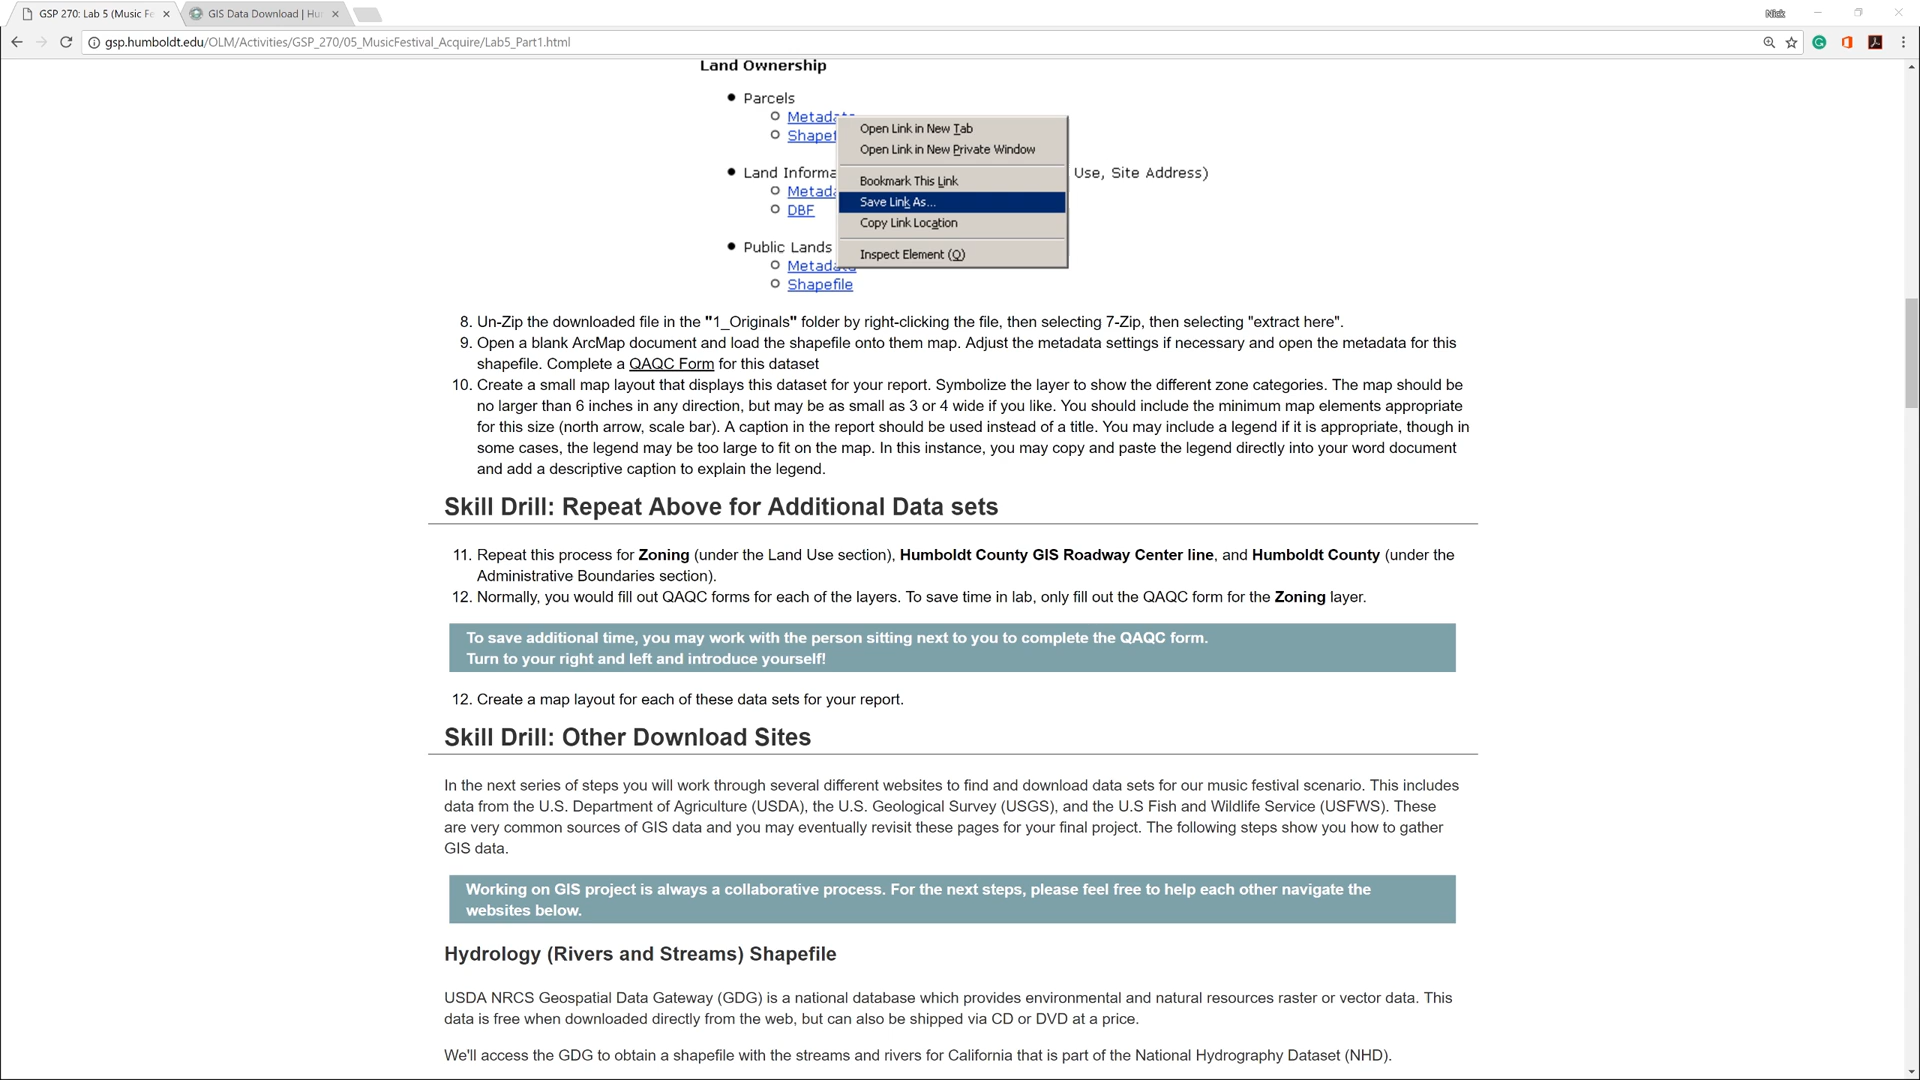 GSP 270: Lab 5 (Music Fe
GIS Data Download | Hu
Nick
gsp.humboldt.edu/OLM/Activities/GSP_270/05_MusicFestival_Acquire/Lab5_Part1.html
Land Ownership
Parcels
Metadata
Open Link in New Tab
Shapef
Open Link in New Private Window
Land Informa
Use, Site Address)
Bookmark This Link
Metada
Save Link As...
DBF
Copy Link Location
Public Lands
Inspect Element (Q)
Metadata
Shapefile
8. Un-Zip the downloaded file in the "1_Originals" folder by right-clicking the file, then selecting 7-Zip, then selecting "extract here".
9. Open a blank ArcMap document and load the shapefile onto them map. Adjust the metadata settings if necessary and open the metadata for this
shapefile. Complete a QAQC Form for this dataset
10. Create a small map layout that displays this dataset for your report. Symbolize the layer to show the different zone categories. The map should be
no larger than 6 inches in any direction, but may be as small as 3 or 4 wide if you like. You should include the minimum map elements appropriate
for this size (north arrow, scale bar). A caption in the report should be used instead of a title. You may include a legend if it is appropriate, though in
some cases, the legend may be too large to fit on the map. In this instance, you may copy and paste the legend directly into your word document
and add a descriptive caption to explain the legend.
Skill Drill: Repeat Above for Additional Data sets
11. Repeat this process for Zoning (under the Land Use section), Humboldt County GIS Roadway Center line, and Humboldt County (under the
Administrative Boundaries section).
12. Normally, you would fill out QAQC forms for each of the layers. To save time in lab, only fill out the QAQC form for the Zoning layer.
To save additional time, you may work with the person sitting next to you to complete the QAQC form.
Turn to your right and left and introduce yourself!
12. Create a map layout for each of these data sets for your report.
Skill Drill: Other Download Sites
In the next series of steps you will work through several different websites to find and download data sets for our music festival scenario. This includes
data from the U.S. Department of Agriculture (USDA), the U.S. Geological Survey (USGS), and the U.S Fish and Wildlife Service (USFWS). These
are very common sources of GIS data and you may eventually revisit these pages for your final project. The following steps show you how to gather
GIS data.
Working on GIS project is always a collaborative process. For the next steps, please feel free to help each other navigate the
websites below.
Hydrology (Rivers and Streams) Shapefile
USDA NRCS Geospatial Data Gateway (GDG) is a national database which provides environmental and natural resources raster or vector data. This
data is free when downloaded directly from the web, but can also be shipped via CD or DVD at a price.
We'll access the GDG to obtain a shapefile with the streams and rivers for California that is part of the National Hydrography Dataset (NHD).